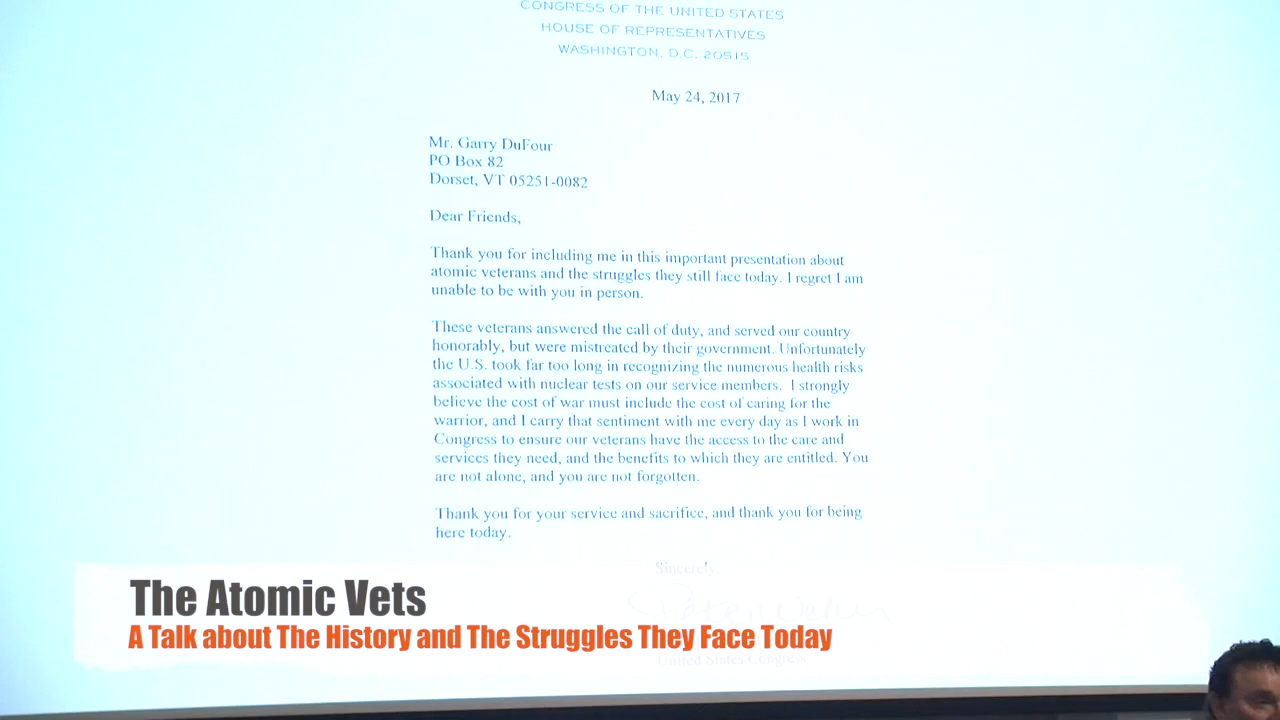 CONGRESS OF THE UNITED STATES
HOUSE OF REPRESENTATIVES
WASHINGTON, D.C. 20515
May 24, 2017
Mr. Garry DuFour
PO Box 82
Dorset, VT 05251-0082
Dear Friends,
Thank you for including me in this important presentation about
atomic veterans and the struggles they still face today. I regret I am
unable to be with you in person.
These veterans answered the call of duty, and served our country
honorably, but were mistreated by their government. Unfortunately
the U.S. took far too long in recognizing the numerous health risks
associated with nuclear tests on our service members. I strongly
believe the cost of war must include the cost of caring for the
warrior, and I carry that sentiment with me every day as I work in
Congress to ensure our veterans have the access to the care and
services they need, and the benefits to which they are entitled. You
are not alone, and you are not forgotten.
Thank you for your service and sacrifice, and thank you for being
here today.
Sincerely,
United States Congress
The Atomic Vets
A Talk about The History and The Struggles They Face Today